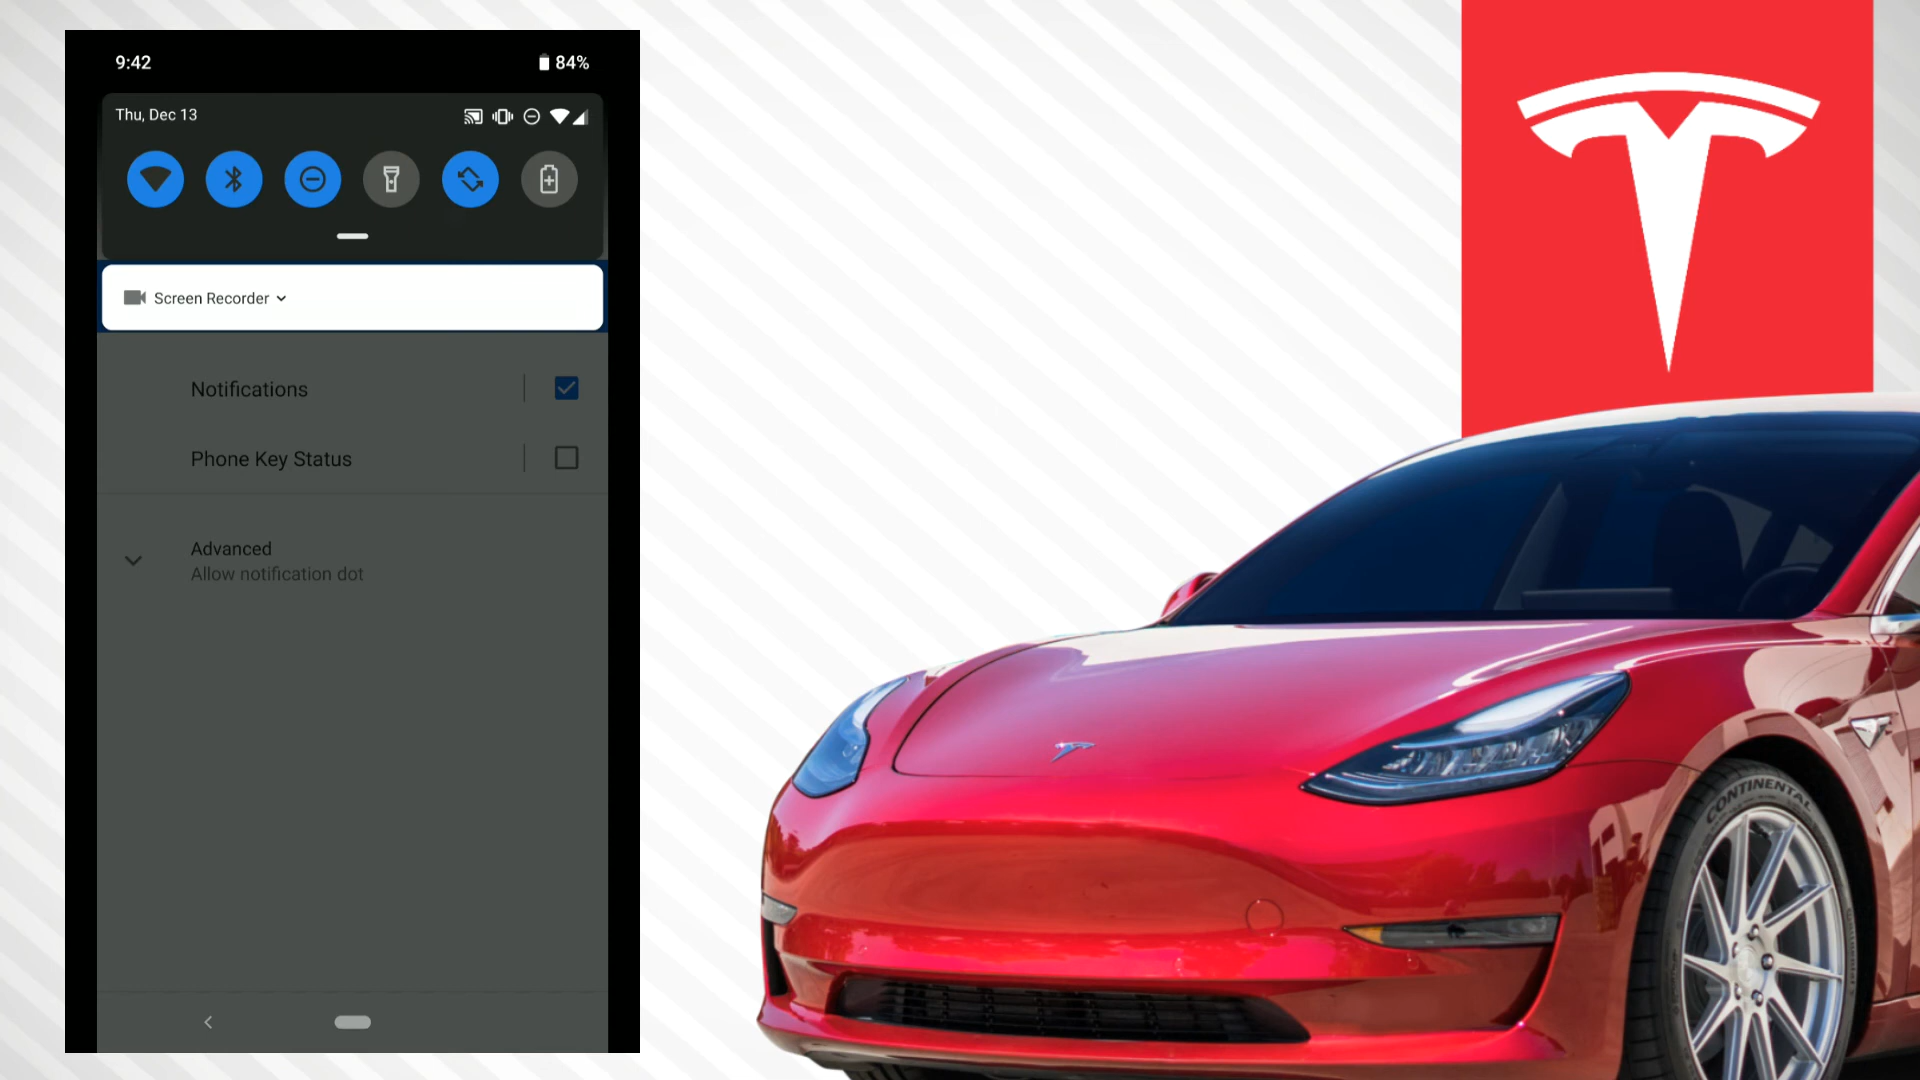 9:42
84%
Thu, Dec 13
Screen Recorder
Notifications
Phone Key Status
Advanced
Allow notification dot
CONTINENTAL